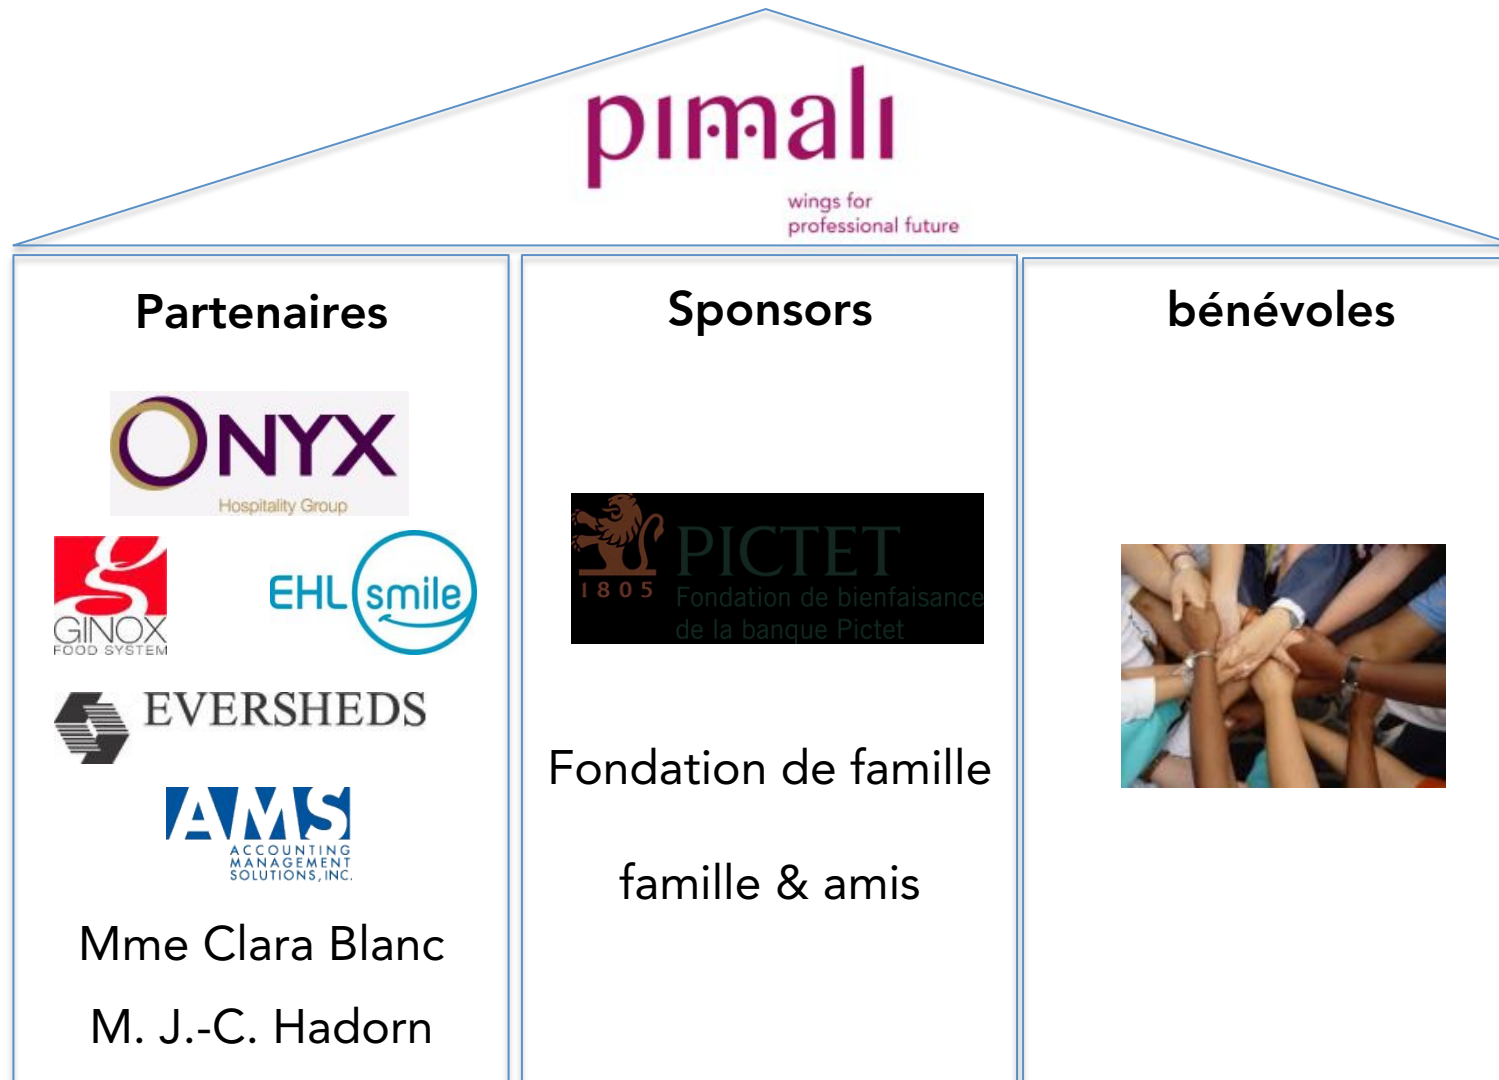 pimali
wings for
professional future
Partenaires
ONYX
Hospitality Group
g
GINOX
FOOD SYSTEM
EHL smile
EVERSHEDS
AMS
ACCOUNTING
MANAGEMENT
SOLUTIONS, INC.
Mme Clara Blanc
M. J.-C. Hadorn
Sponsors
PICTET
1805
Fondation de bienfaisance
de la banque Pictet
Fondation de famille
famille & amis
bénévoles